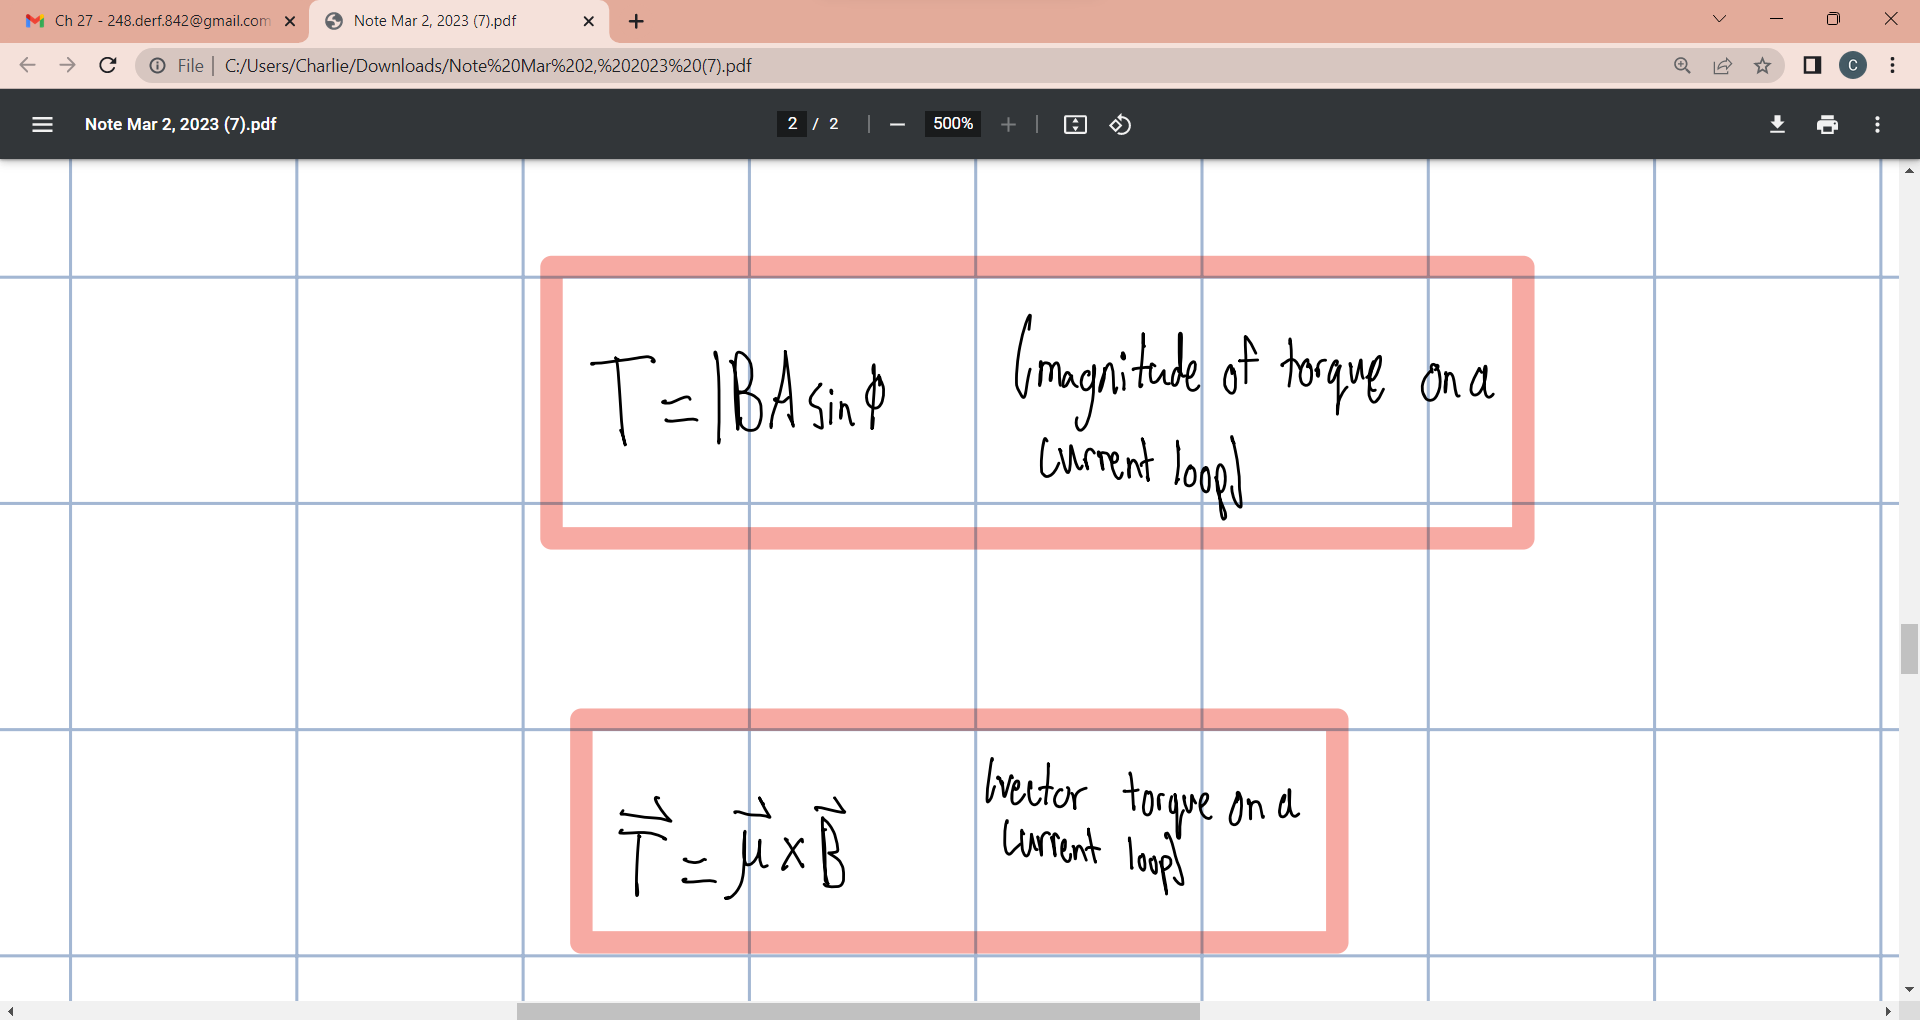 Ch 27 - 248.derf.842@gmail.com
Note Mar 2, 2023 (7).pdf
File | C:/Users/Charlie/Downloads/Note%20Mar%202,%202023%20(7).pdf
C
Note Mar 2, 2023 (7).pdf
2 / 2
500%
T = IBA sin ϕ
(magnitude of torque on a
current loop)
T⃗ = μ⃗ x B⃗
(vector torque on a
current loop)